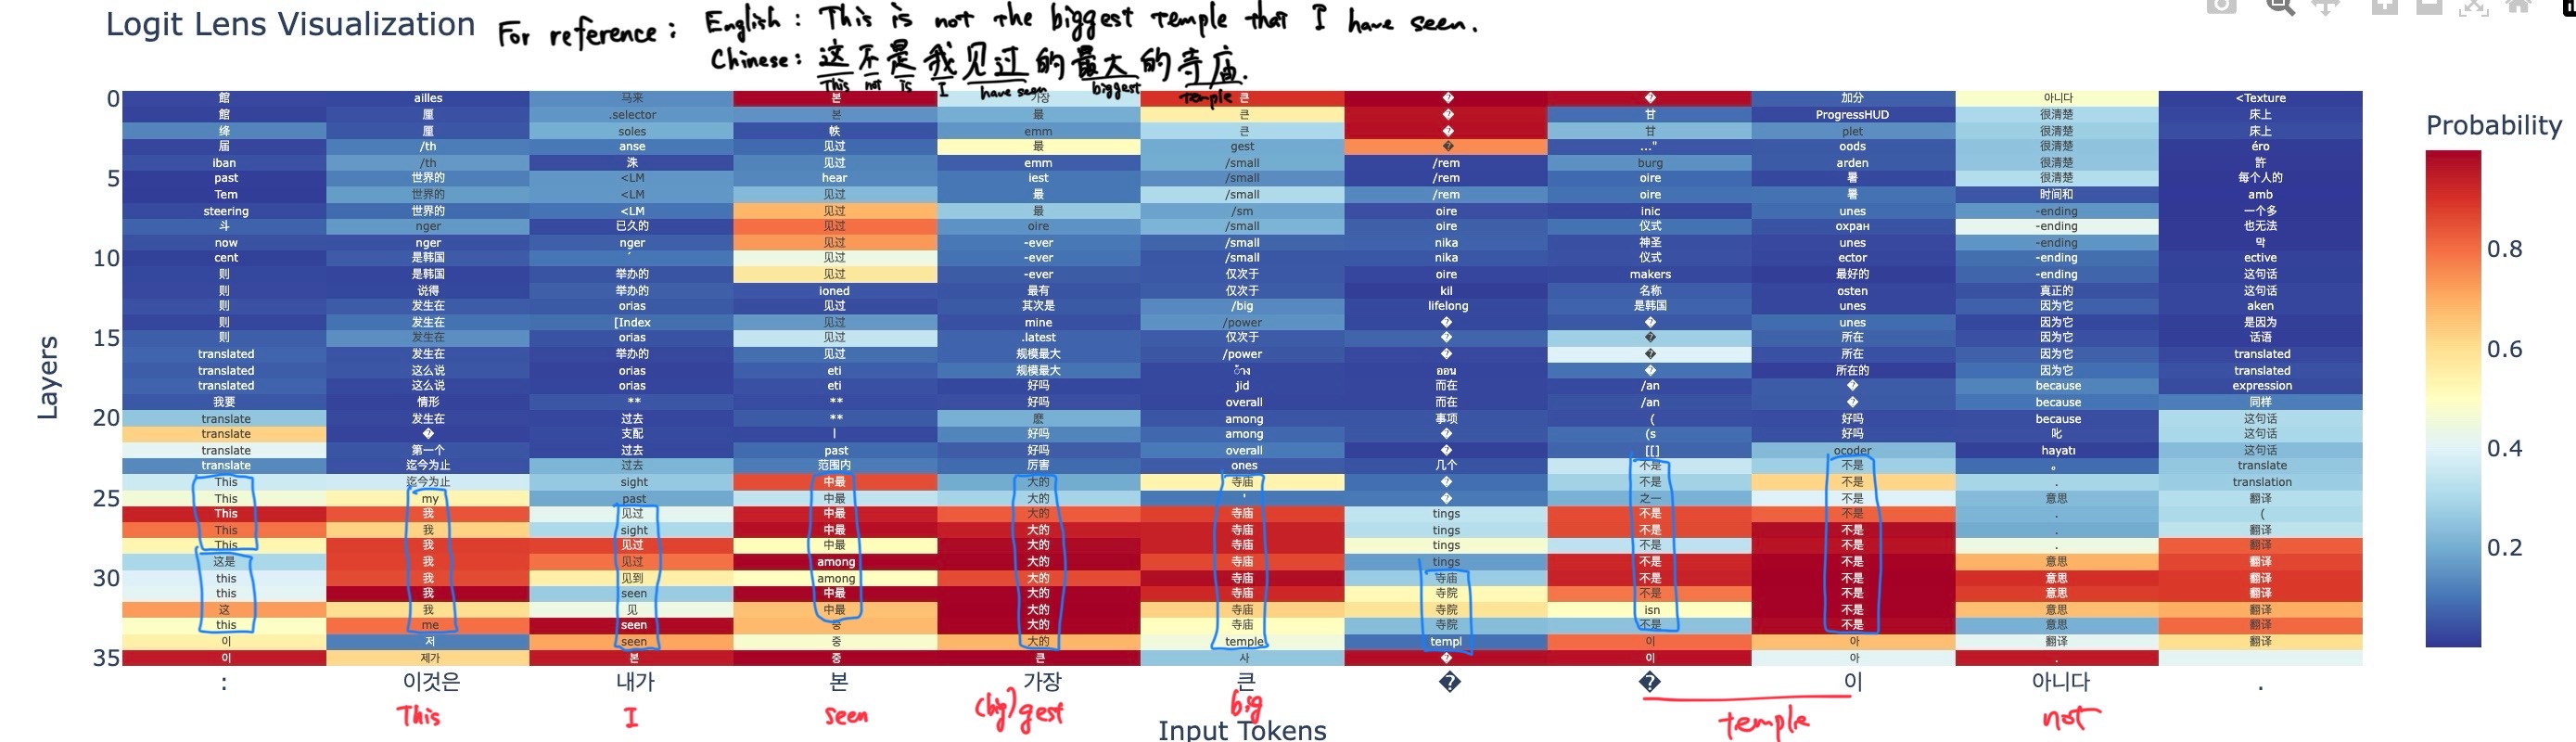 Logit Lens Visualization
For reference : English : This is not the biggest temple that I have seen.
Chinese : 这不是我见过的最大的寺庙.
This not is I have seen biggest temple
0 館 ailles 马来 본 가장 큰 � � 加分 아니다 <Texture
館 厘 .selector 본 最 큰 � 甘 ProgressHUD 很清楚 床上
绛 厘 soles 帙 emm 큰 � 甘 plet 很清楚 床上
届 /th anse 见过 最 gest � ..." oods 很清楚 éro
iban /th 洙 见过 emm /small /rem burg arden 很清楚 許
5 past 世界的 <LM hear iest /small /rem oire 暑 很清楚 每个人的
Tem 世界的 <LM 见过 最 /small /rem oire 暑 时间和 amb
steering 世界的 <LM 见过 最 /sm oire inic unes -ending 一个多
斗 nger 已久的 见过 oire /small oire 仪式 охран -ending 也无法
now nger nger 见过 -ever /small nika 神圣 unes -ending 막
10 cent 是韩国 见过 -ever /small nika 仪式 ector -ending ective
则 是韩国 举办的 见过 -ever 仅次于 oire makers 最好的 -ending 这句话
则 说得 举办的 ioned 最有 仅次于 kil 名称 osten 真正的 这句话
则 发生在 orias 见过 其次是 /big lifelong 是韩国 unes 因为它 aken
则 发生在 [Index 见过 mine /power � � unes 因为它 是因为
15 则 发生在 orias 见过 .latest 仅次于 � � 所在 因为它 话语
translated 发生在 举办的 见过 规模最大 /power � � 所在 因为它 translated
translated 这么说 orias eti 规模最大 ออน � 所在的 因为它 translated
translated 这么说 orias eti 好吗 jid 而在 /an � because expression
我要 情形 ** ** 好吗 overall 而在 /an � because 同样
20 translate 发生在 过去 ** 麽 among 事项 ( 好吗 because 这句话
translate � 支配 | 好吗 among � (s 好吗 叱 这句话
translate 第一个 过去 past 好吗 overall � [[] ocoder hayatı 这句话
translate 迄今为止 过去 范围内 厉害 ones 几个 不是 不是 。 translate
This 迄今为止 sight 中最 大的 寺庙 � 不是 不是 . translation
25 This my past 中最 大的 ' � 之一 不是 意思 翻译
This 我 见过 中最 大的 寺庙 tings 不是 不是 . (
This 我 sight 中最 大的 寺庙 tings 不是 不是 . 翻译
This 我 见过 中最 大的 寺庙 tings 不是 不是 . 翻译
这是 我 见过 among 大的 寺庙 tings 不是 不是 意思 翻译
30 this 我 见到 among 大的 寺庙 寺庙 不是 不是 意思 翻译
this 我 seen 中最 大的 寺庙 寺院 不是 不是 意思 翻译
这 我 见 中最 大的 寺庙 寺院 isn 不是 意思 翻译
this me seen 중 大的 寺庙 寺院 不是 不是 意思 翻译
이 저 seen 중 大的 temple templ 이 아 翻译 翻译
35 이 제가 본 중 큰 사 � 이 아 .
: 이것은 내가 본 가장 큰 � � 이 아니다 .
This I seen (big)gest big temple not
Input Tokens
Layers
Probability
0.8
0.6
0.4
0.2